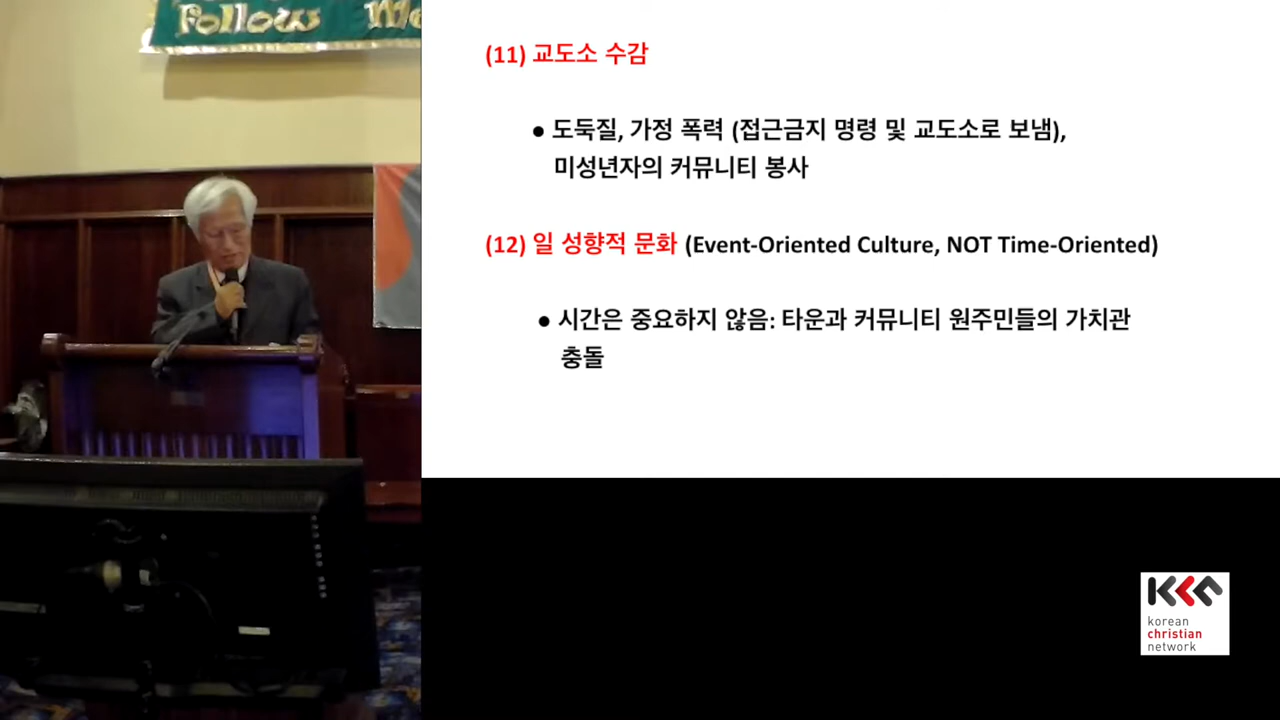 Follow Me
(11) 교도소 수감
● 도둑질, 가정 폭력 (접근금지 명령 및 교도소로 보냄),
미성년자의 커뮤니티 봉사
(12) 일 성향적 문화 (Event-Oriented Culture, NOT Time-Oriented)
● 시간은 중요하지 않음: 타운과 커뮤니티 원주민들의 가치관
충돌
KCN
korean
christian
network